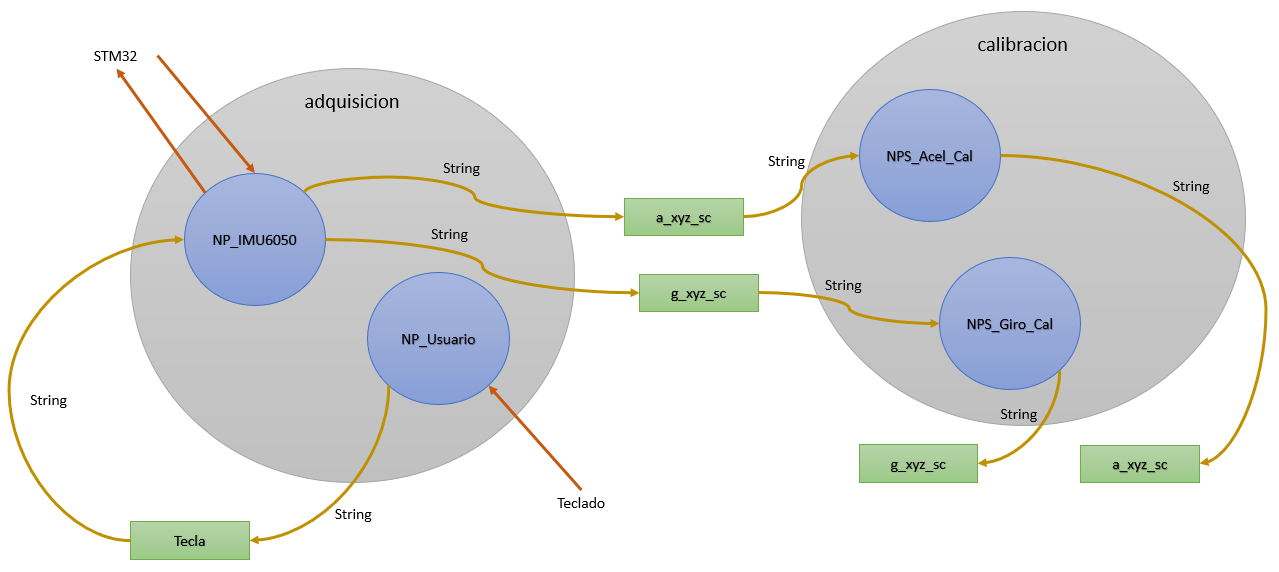 calibracion
STM32
adquisicion
NPS_Acel_Cal
String
String
String
a_xyz_sc
NP_IMU6050
String
String
g_xyz_sc
NPS_Giro_Cal
NP_Usuario
String
String
g_xyz_sc
a_xyz_sc
Teclado
String
Tecla